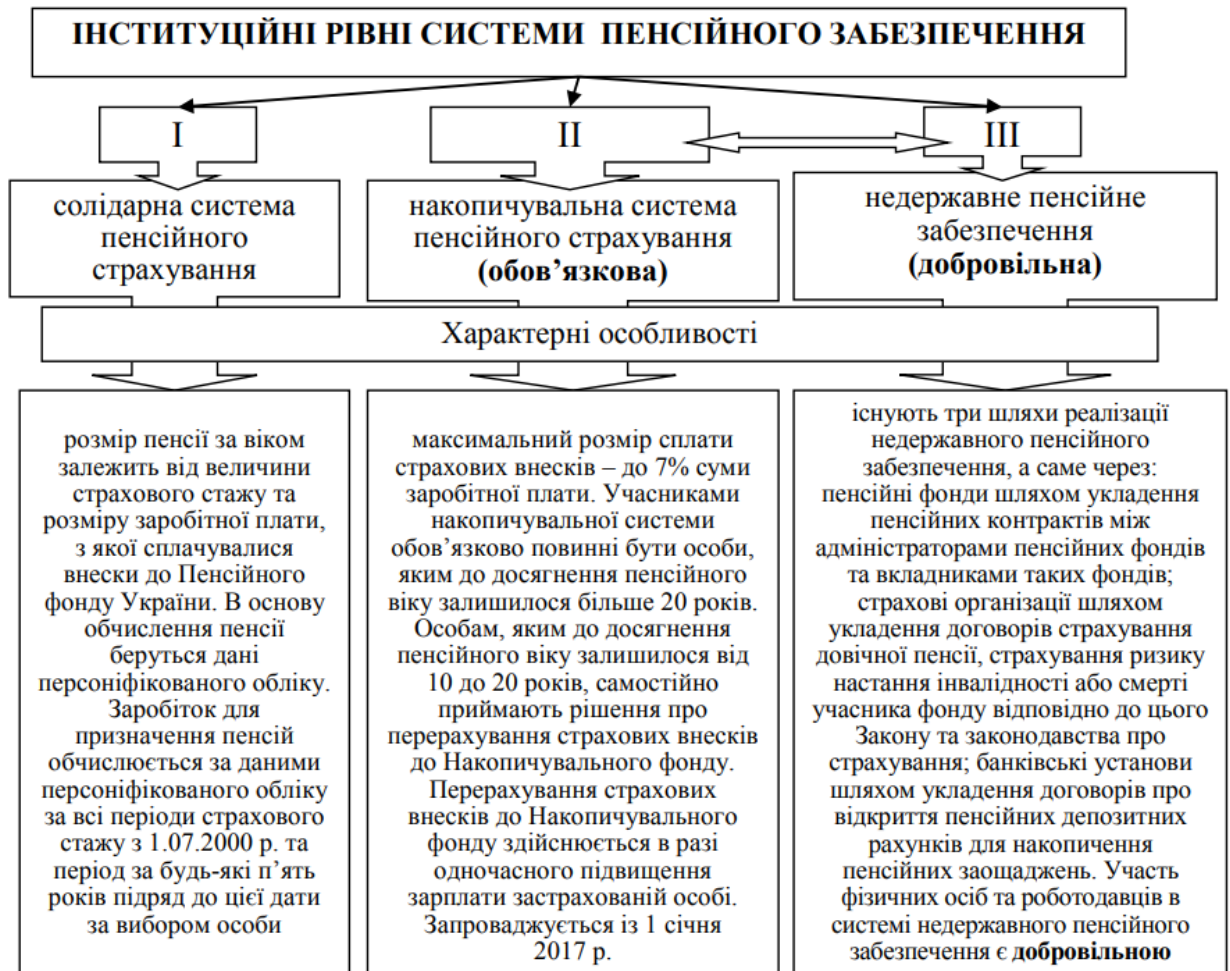 ІНСТИТУЦІЙНІ РІВНІ СИСТЕМИ ПЕНСІЙНОГО ЗАБЕЗПЕЧЕННЯ
I
II
III
солідарна система
пенсійного
страхування
накопичувальна система
пенсійного страхування
(обов’язкова)
недержавне пенсійне
забезпечення
(добровільна)
Характерні особливості
розмір пенсії за віком
залежить від величини
страхового стажу та
розміру заробітної плати,
з якої сплачувалися
внески до Пенсійного
фонду України. В основу
обчислення пенсії
беруться дані
персоніфікованого обліку.
Заробіток для
призначення пенсій
обчислюється за даними
персоніфікованого обліку
за всі періоди страхового
стажу з 1.07.2000 р. та
період за будь-які п’ять
років підряд до цієї дати
за вибором особи
максимальний розмір сплати
страхових внесків – до 7% суми
заробітної плати. Учасниками
накопичувальної системи
обов’язково повинні бути особи,
яким до досягнення пенсійного
віку залишилося більше 20 років.
Особам, яким до досягнення
пенсійного віку залишилося від
10 до 20 років, самостійно
приймають рішення про
перерахування страхових внесків
до Накопичувального фонду.
Перерахування страхових
внесків до Накопичувального
фонду здійснюється в разі
одночасного підвищення
зарплати застрахованій особі.
Запроваджується із 1 січня
2017 р.
існують три шляхи реалізації
недержавного пенсійного
забезпечення, а саме через:
пенсійні фонди шляхом укладення
пенсійних контрактів між
адміністраторами пенсійних фондів
та вкладниками таких фондів;
страхові організації шляхом
укладення договорів страхування
довічної пенсії, страхування ризику
настання інвалідності або смерті
учасника фонду відповідно до цього
Закону та законодавства про
страхування; банківські установи
шляхом укладення договорів про
відкриття пенсійних депозитних
рахунків для накопичення
пенсійних заощаджень. Участь
фізичних осіб та роботодавців в
системі недержавного пенсійного
забезпечення є добровільною